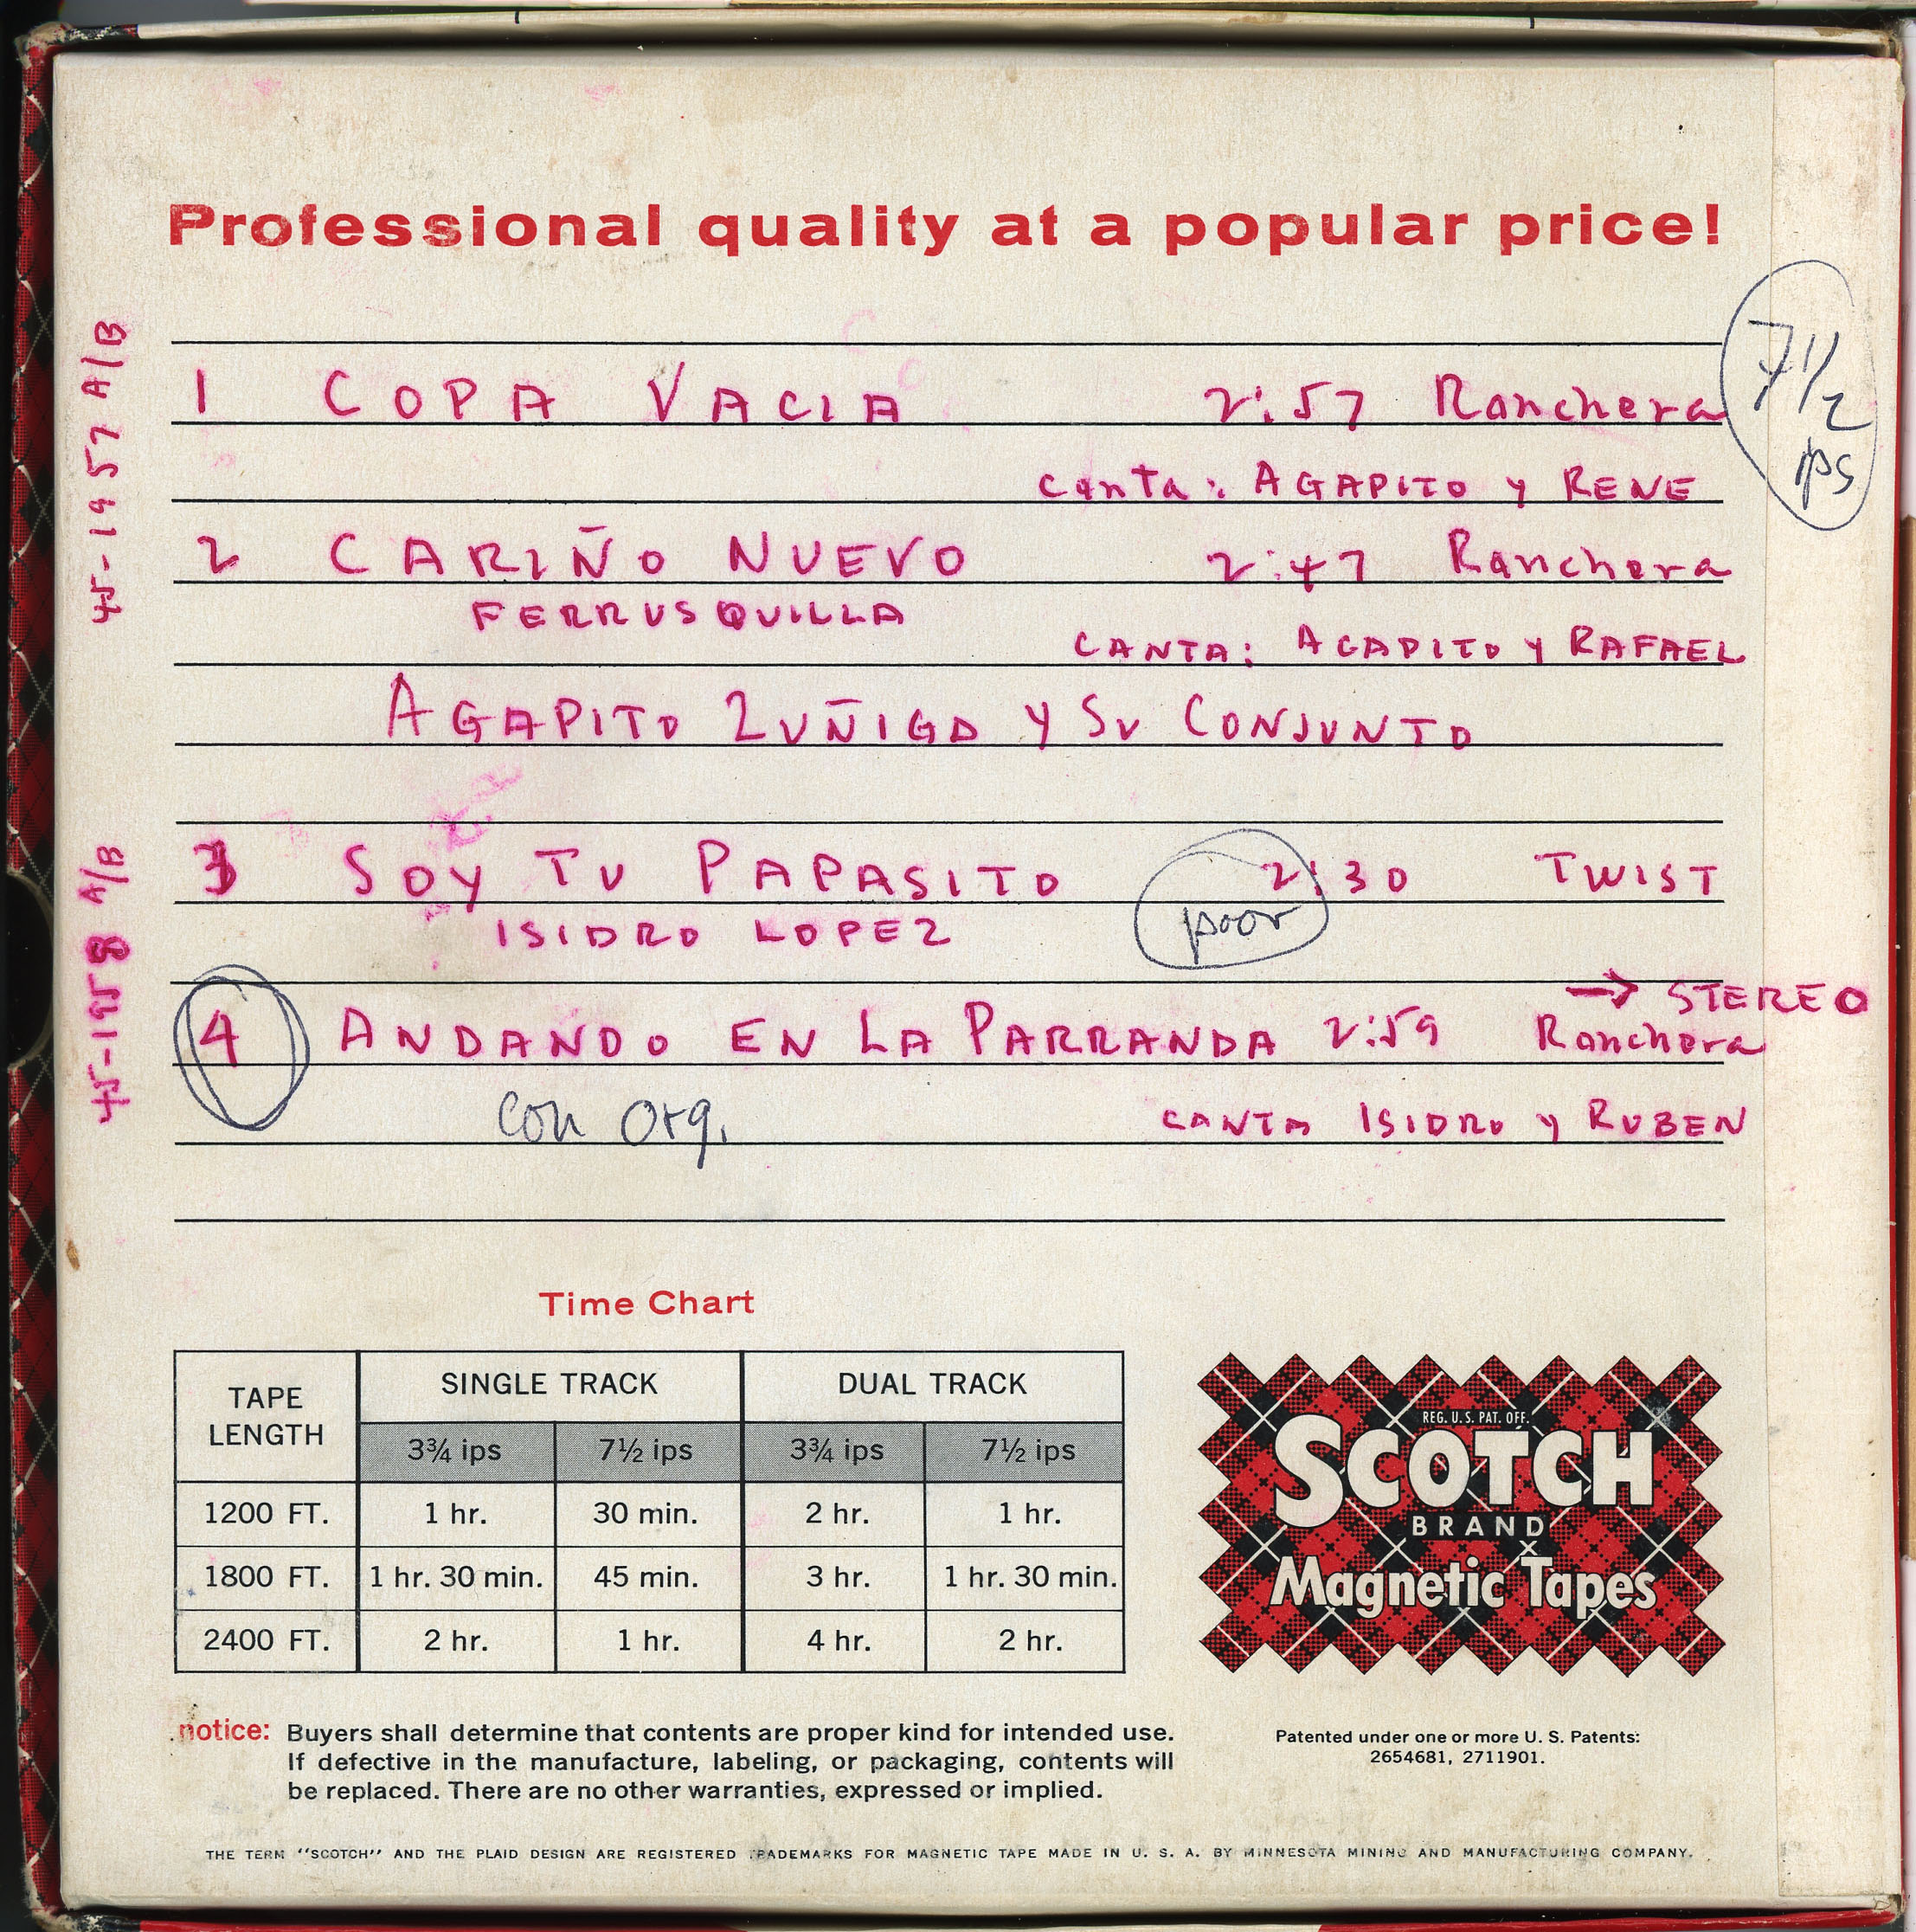 Professional quality at a popular price!
7 1/2 ips
45-1957 A/B
1 COPA VACIA 2:57 Ranchera
canta: AGAPITO Y RENE
2 CARIÑO NUEVO 2:47 Ranchera
FERRUSQUILLA
CANTA: AGAPITO Y RAFAEL
AGAPITO ZUÑIGA Y SU CONJUNTO
45-1958 A/B
3 SOY TU PAPASITO 2:30 TWIST
ISIDRO LOPEZ
poor
→ STEREO
4 ANDANDO EN LA PARRANDA 2:59 Ranchera
con Org.
CANTA ISIDRO Y RUBEN
Time Chart
TAPE LENGTH SINGLE TRACK DUAL TRACK
3¾ ips 7½ ips 3¾ ips 7½ ips
1200 FT. 1 hr. 30 min. 2 hr. 1 hr.
1800 FT. 1 hr. 30 min. 45 min. 3 hr. 1 hr. 30 min.
2400 FT. 2 hr. 1 hr. 4 hr. 2 hr.
REG. U.S. PAT. OFF.
SCOTCH
BRAND
Magnetic Tapes
notice: Buyers shall determine that contents are proper kind for intended use.
If defective in the manufacture, labeling, or packaging, contents will
be replaced. There are no other warranties, expressed or implied.
Patented under one or more U. S. Patents:
2654681, 2711901.
THE TERM "SCOTCH" AND THE PLAID DESIGN ARE REGISTERED TRADEMARKS FOR MAGNETIC TAPE MADE IN U. S. A. BY MINNESOTA MINING AND MANUFACTURING COMPANY.